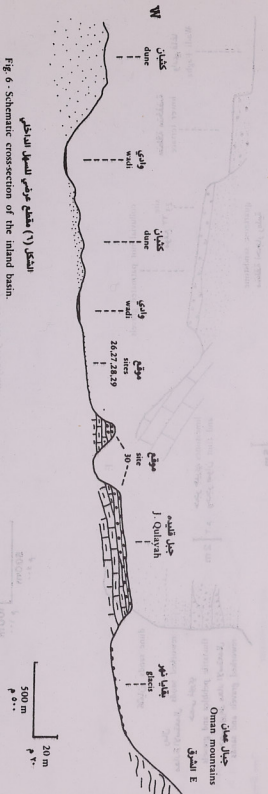 W
كثبان
dune
وادي
wadi
كثبان
dune
وادي
wadi
موقع
sites
26,27,28,29
موقع
site
30
جبل قليده
J. Qulayah
بقايا نهر
glacis
جبال عمان
Oman mountains
E الشرق
20 m
٢٠ م
500 m
٥٠٠ م
الشكل (٦) مقطع عرضي للسهل الداخلي
Fig. 6 - Schematic cross-section of the inland basin.